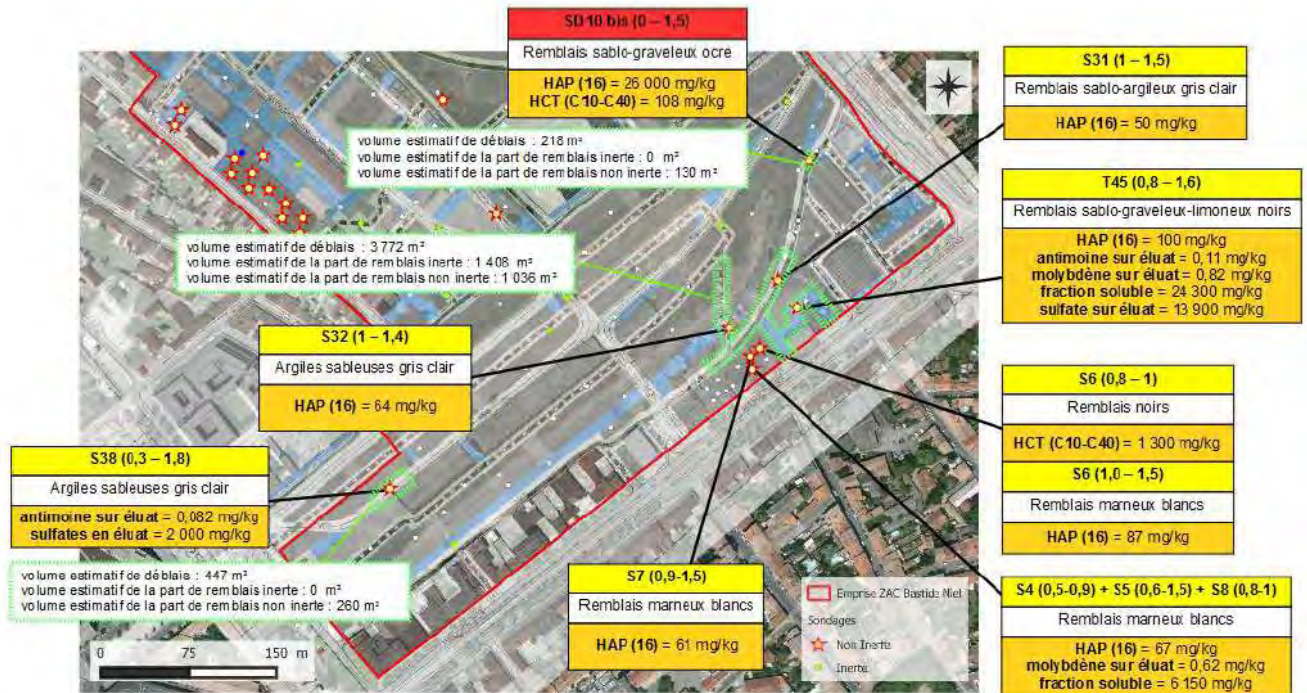 SD10 bis (0 – 1,5)
Remblais sablo-graveleux ocre
HAP (16) = 26 000 mg/kg
HCT (C10-C40) = 108 mg/kg
S31 (1 – 1,5)
Remblais sablo-argileux gris clair
HAP (16) = 50 mg/kg
volume estimatif de déblais : 218 m³
volume estimatif de la part de remblais inerte : 0 m³
volume estimatif de la part de remblais non inerte : 130 m³
T45 (0,8 – 1,6)
Remblais sablo-graveleux-limoneux noirs
HAP (16) = 100 mg/kg
antimoine sur éluat = 0,11 mg/kg
molybdène sur éluat = 0,82 mg/kg
fraction soluble = 24 300 mg/kg
sulfate sur éluat = 13 900 mg/kg
volume estimatif de déblais : 3 772 m³
volume estimatif de la part de remblais inerte : 1 408 m³
volume estimatif de la part de remblais non inerte : 1 036 m³
S32 (1 – 1,4)
Argiles sableuses gris clair
HAP (16) = 64 mg/kg
S6 (0,8 – 1)
Remblais noirs
HCT (C10-C40) = 1 300 mg/kg
S6 (1,0 – 1,5)
Remblais marneux blancs
HAP (16) = 87 mg/kg
S38 (0,3 – 1,8)
Argiles sableuses gris clair
antimoine sur éluat = 0,082 mg/kg
sulfates en éluat = 2 000 mg/kg
volume estimatif de déblais : 447 m³
volume estimatif de la part de remblais inerte : 0 m³
volume estimatif de la part de remblais non inerte : 260 m³
S7 (0,9-1,5)
Remblais marneux blancs
HAP (16) = 61 mg/kg
Emprise ZAC Bastide Niel
Sondages
Non Inerte
Inerte
S4 (0,5-0,9) + S5 (0,6-1,5) + S8 (0,8-1)
Remblais marneux blancs
HAP (16) = 67 mg/kg
molybdène sur éluat = 0,62 mg/kg
fraction soluble = 6 150 mg/kg
0 75 150 m